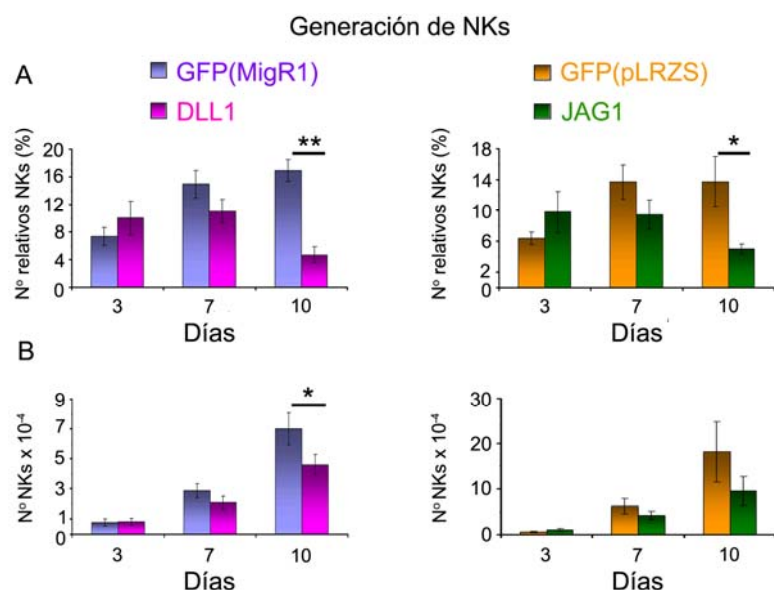 Generación de NKs
A
GFP(MigR1)
DLL1
GFP(pLRZS)
JAG1
Nº relativos NKs (%)
20
16
12
8
4
0
**
3 7 10
Días
Nº relativos NKs (%)
18
14
10
6
2
0
*
3 7 10
Días
B
Nº NKs x 10-4
9
7
5
3
1
0
*
3 7 10
Días
Nº NKs x 10-4
30
20
10
0
3 7 10
Días